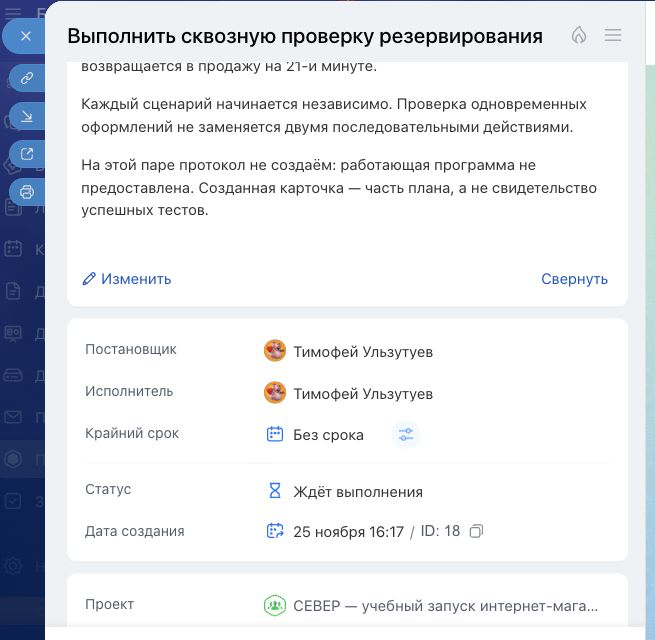 Выполнить сквозную проверку резервирования
возвращается в продажу на 21-й минуте.
Каждый сценарий начинается независимо. Проверка одновременных
оформлений не заменяется двумя последовательными действиями.
На этой паре протокол не создаём: работающая программа не
предоставлена. Созданная карточка — часть плана, а не свидетельство
успешных тестов.
Изменить
Свернуть
Постановщик
Тимофей Ульзутуев
Исполнитель
Тимофей Ульзутуев
Крайний срок
Без срока
Статус
Ждёт выполнения
Дата создания
25 ноября 16:17 / ID: 18
Проект
СЕВЕР — учебный запуск интернет-мага...